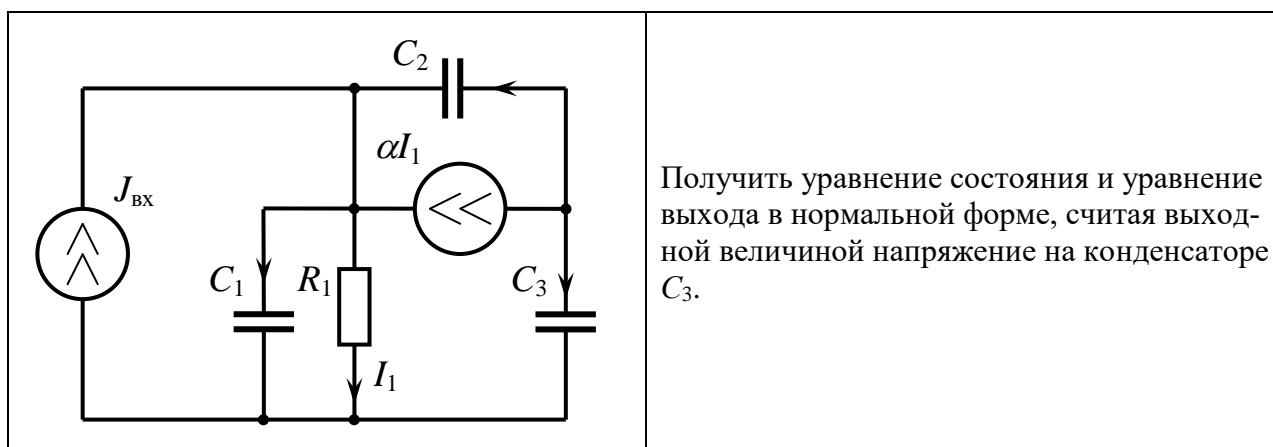 C₂
αI₁
J_вх
C₁
R₁
C₃
I₁
Получить уравнение состояния и уравнение
выхода в нормальной форме, считая выход-
ной величиной напряжение на конденсаторе
C₃.